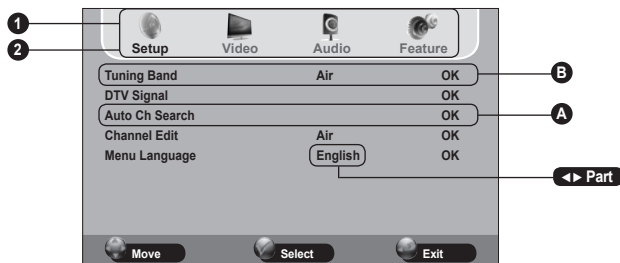 1
2
Setup Video Audio Feature
Tuning Band Air OK B
DTV Signal OK
Auto Ch Search OK A
Channel Edit Air OK
Menu Language English OK
◄► Part
Move Select Exit